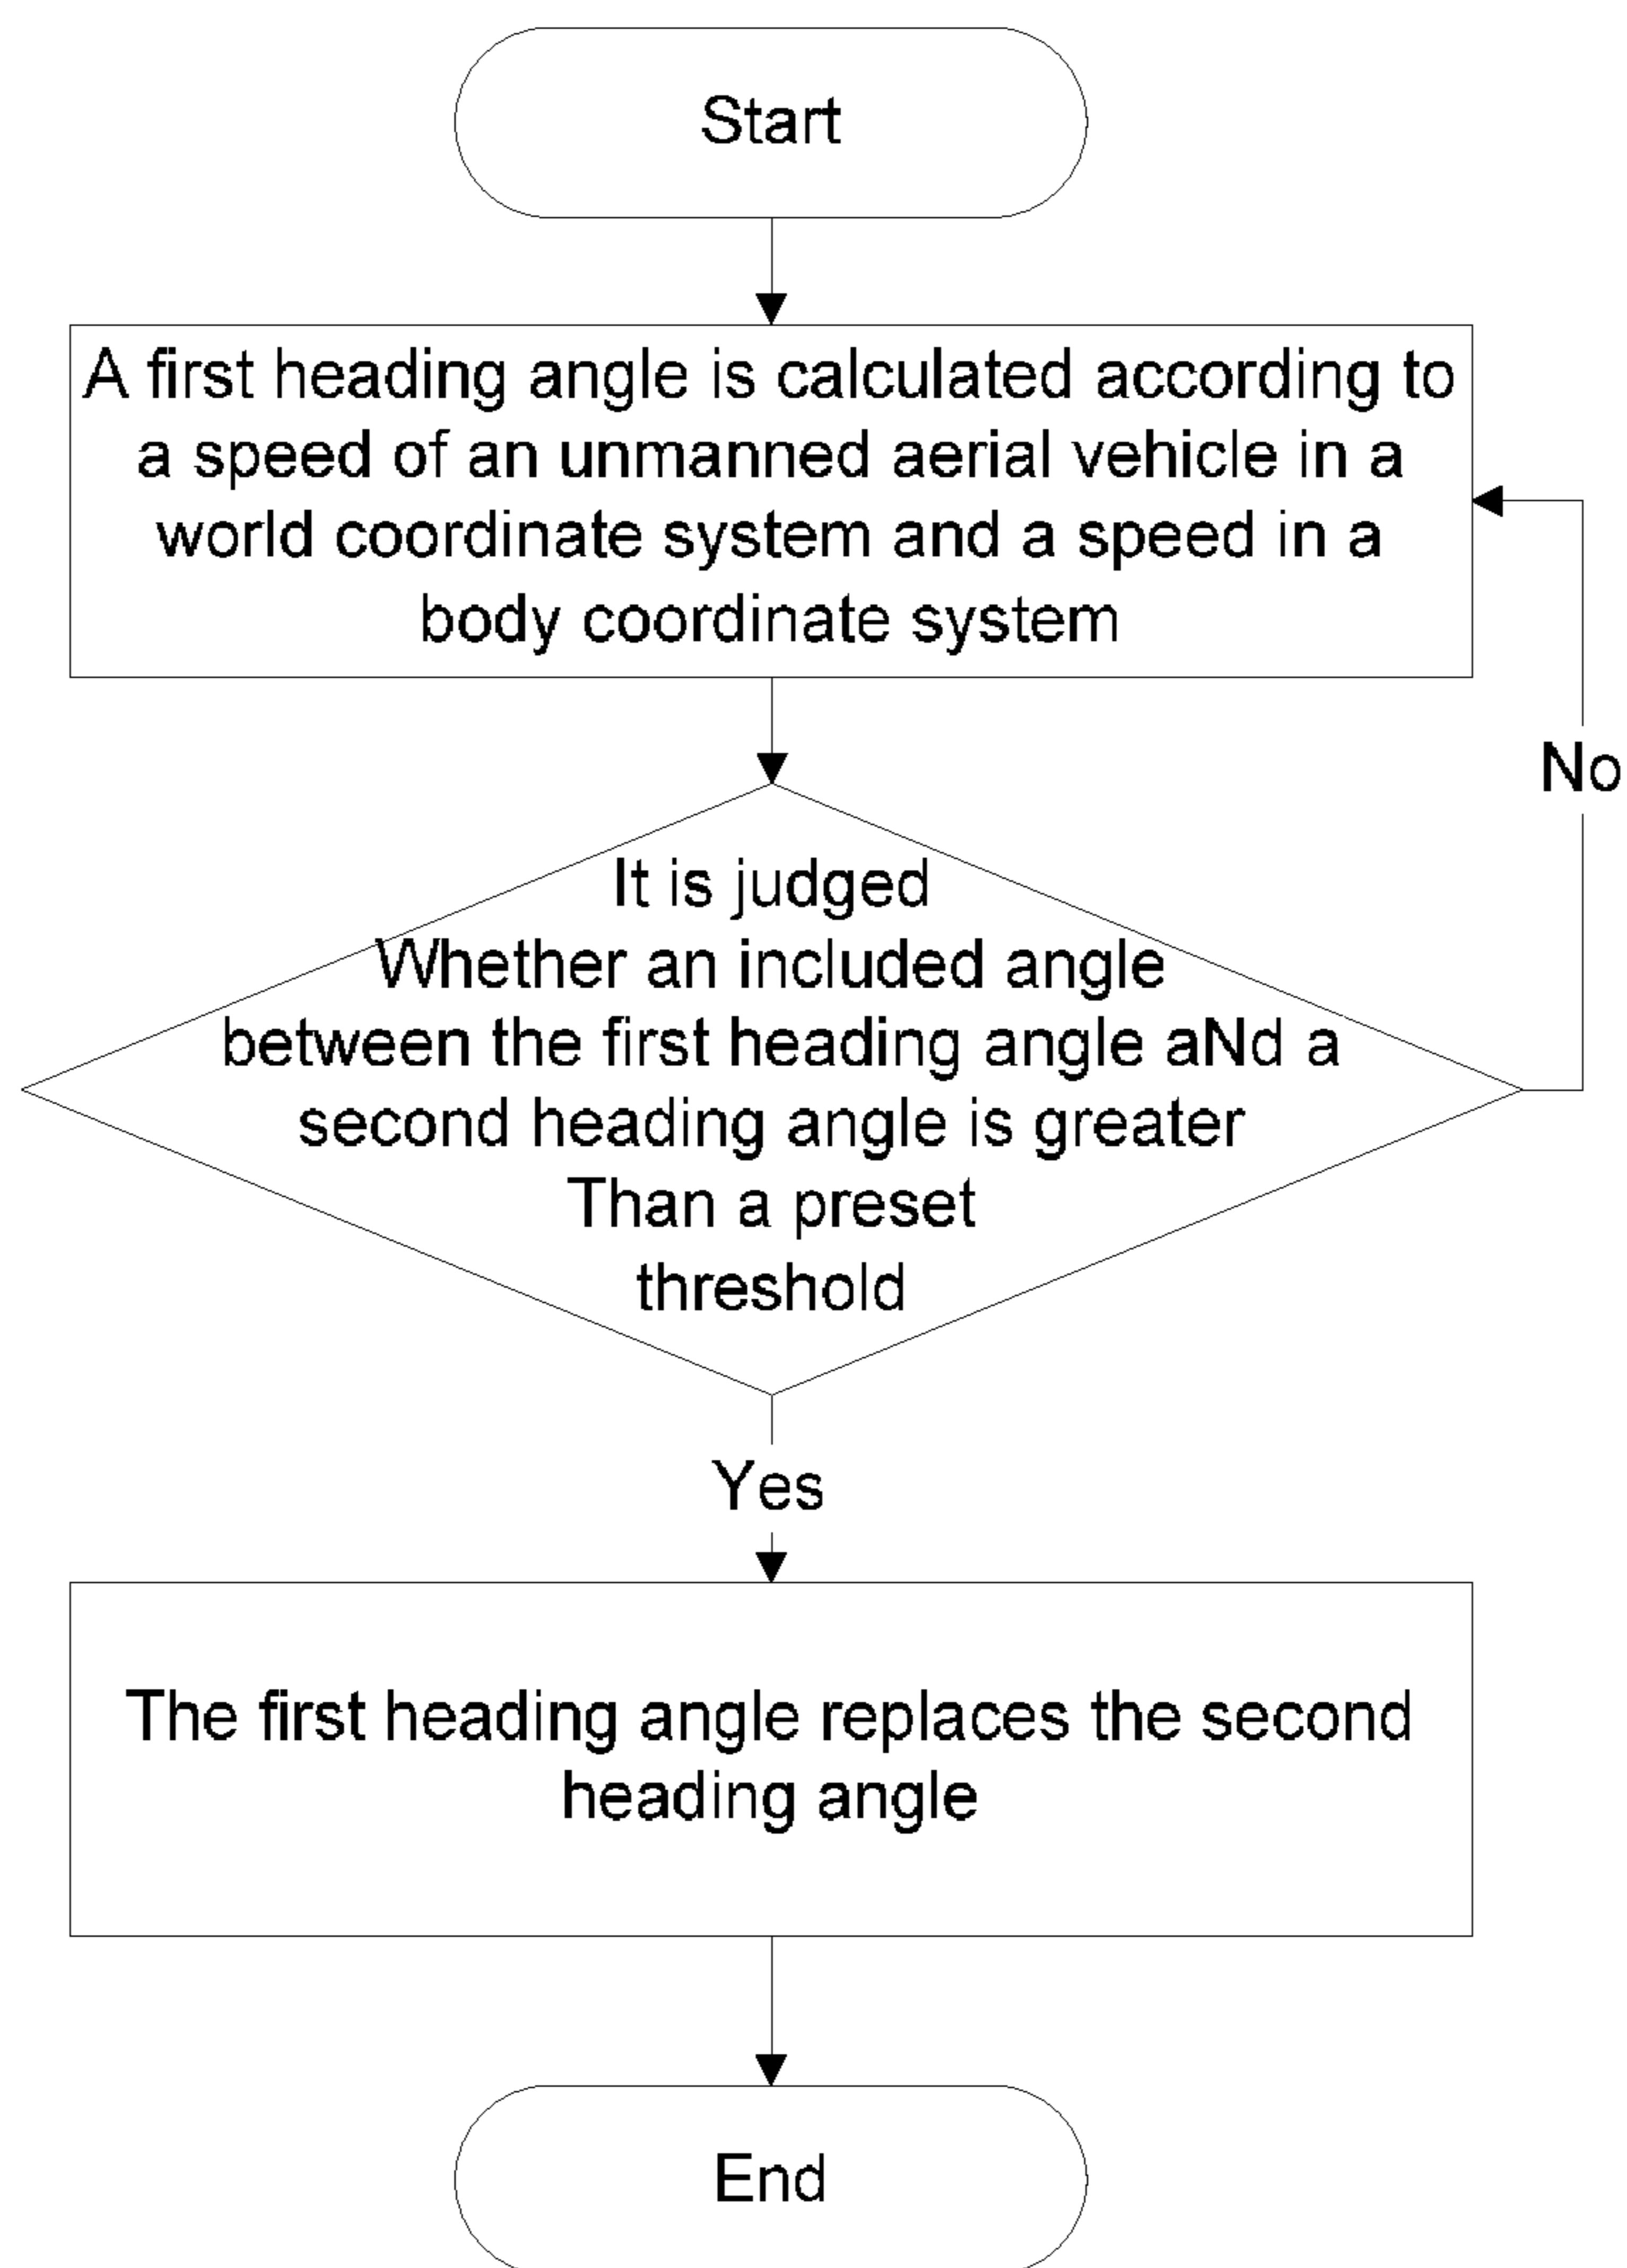 Start
A first heading angle is calculated according to
a speed of an unmanned aerial vehicle in a
world coordinate system and a speed in a
body coordinate system
No
It is judged
Whether an included angle
between the first heading angle aNd a
second heading angle is greater
Than a preset
threshold
Yes
The first heading angle replaces the second
heading angle
End